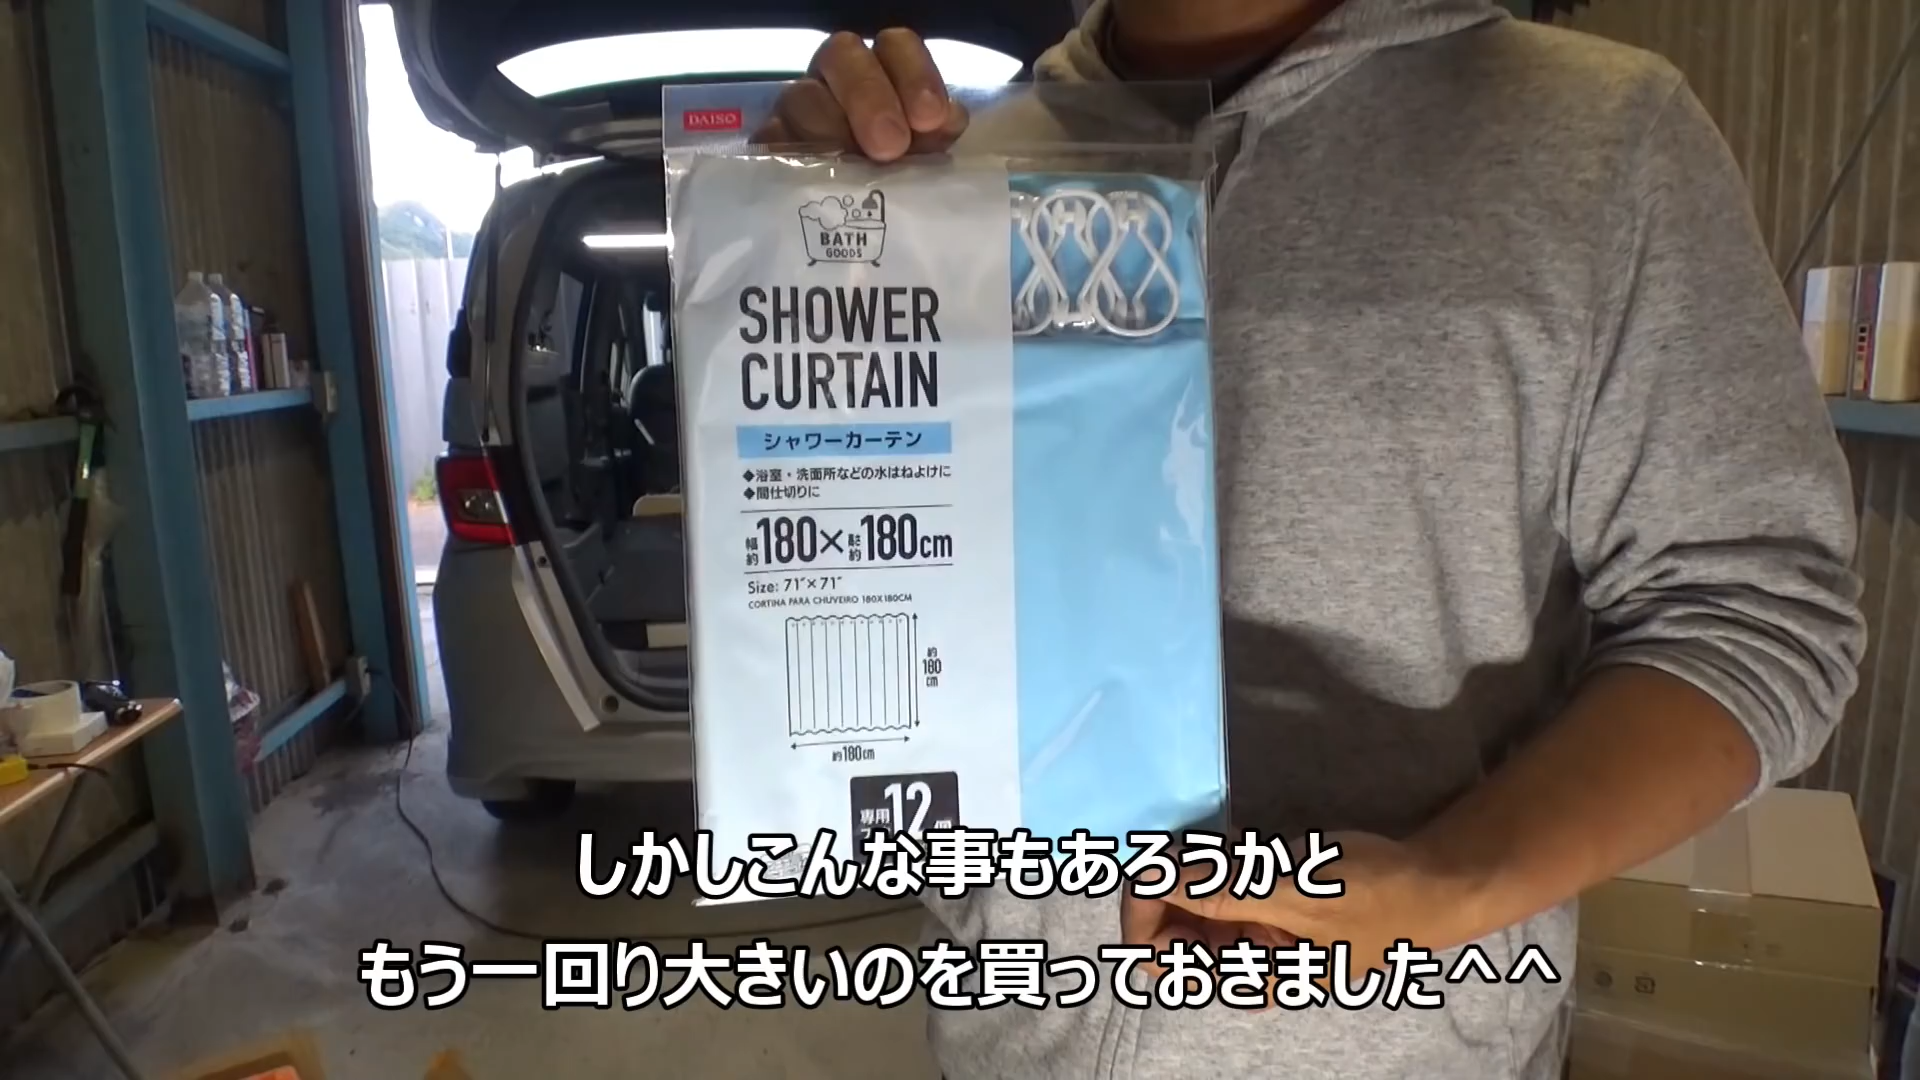 DAISO
BATH
GOODS
SHOWER
CURTAIN
シャワーカーテン
◆浴室・洗面所などの水はねよけに
◆間仕切りに
幅約180×高さ約180cm
Size: 71"×71"
CORTINA PARA CHUVEIRO 180X180CM
約180cm
約180cm
専用
12
しかしこんな事もあろうかと
もう一回り大きいのを買っておきました^^